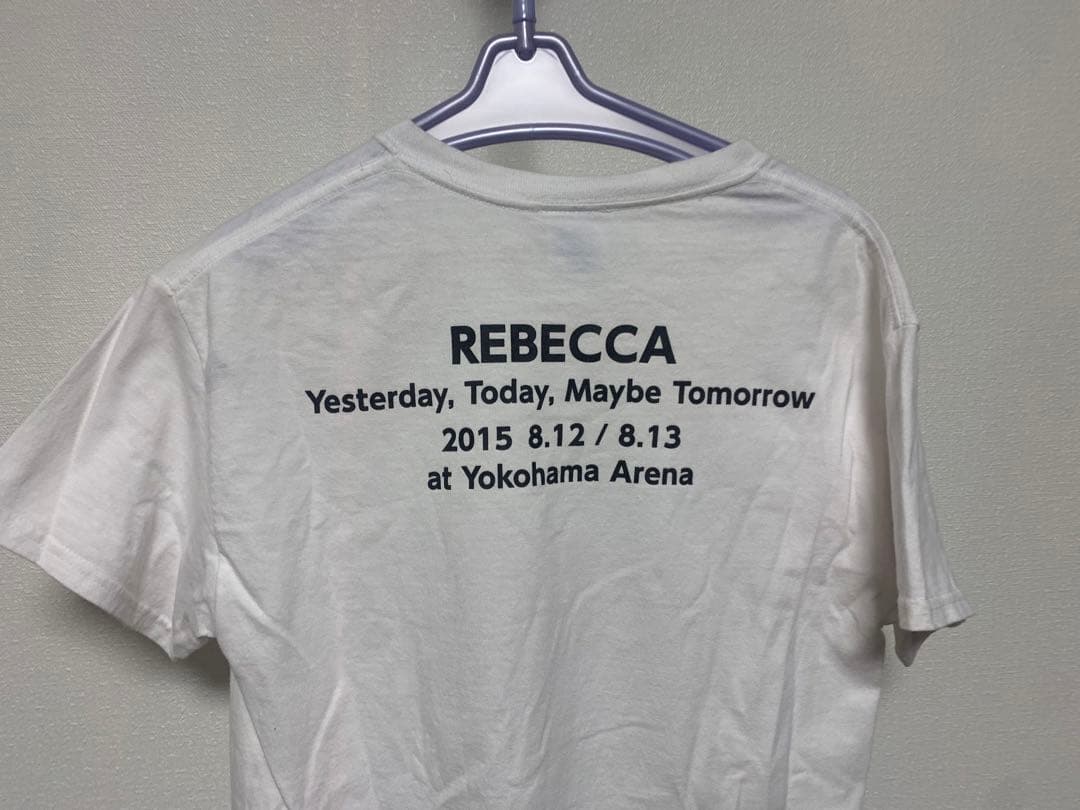 REBECCA
Yesterday, Today, Maybe Tomorrow
2015 8.12 / 8.13
at Yokohama Arena